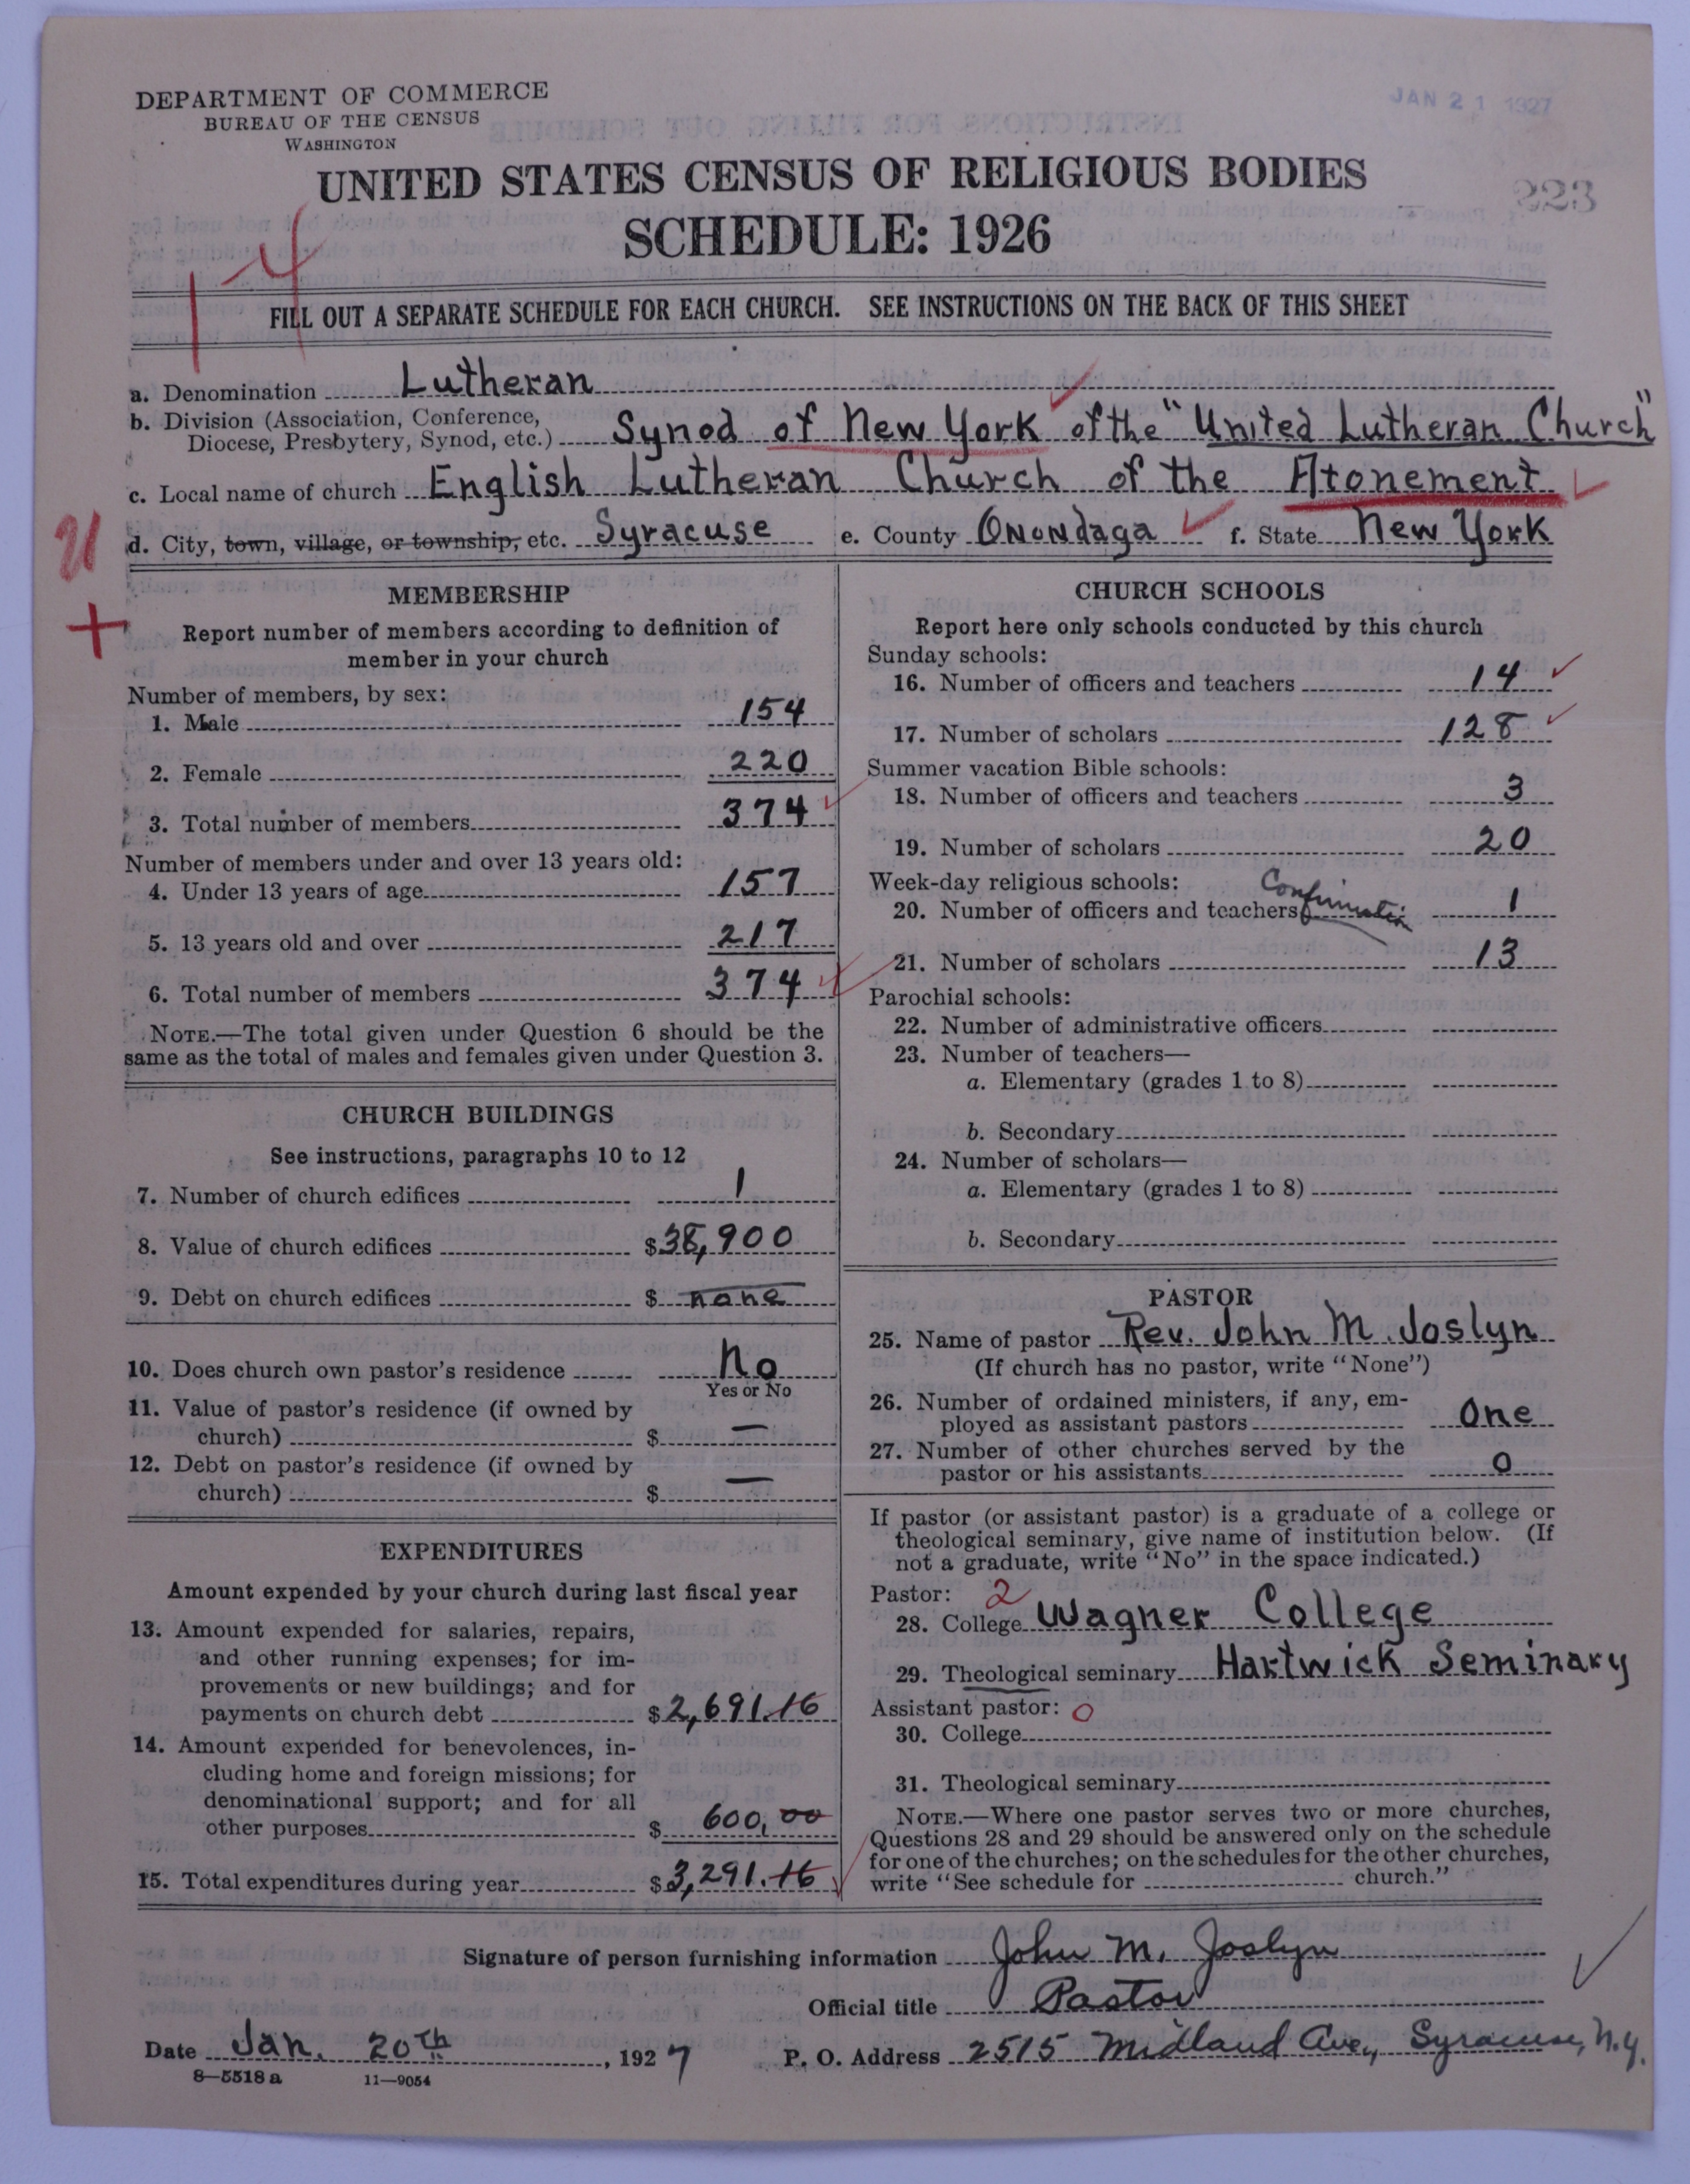 DEPARTMENT OF COMMERCE
BUREAU OF THE CENSUS
WASHINGTON
JAN 21 1927
223
UNITED STATES CENSUS OF RELIGIOUS BODIES
SCHEDULE: 1926
FILL OUT A SEPARATE SCHEDULE FOR EACH CHURCH. SEE INSTRUCTIONS ON THE BACK OF THIS SHEET
a. Denomination Lutheran
b. Division (Association, Conference,
Diocese, Presbytery, Synod, etc.) Synod of New York of the "United Lutheran Church"
c. Local name of church English Lutheran Church of the Atonement
d. City, town, village, or township, etc. Syracuse e. County Onondaga f. State New York
MEMBERSHIP
Report number of members according to definition of
member in your church
Number of members, by sex:
1. Male 154
2. Female 220
3. Total number of members 374
Number of members under and over 13 years old:
4. Under 13 years of age 157
5. 13 years old and over 217
6. Total number of members 374
NOTE.—The total given under Question 6 should be the
same as the total of males and females given under Question 3.
CHURCH BUILDINGS
See instructions, paragraphs 10 to 12
7. Number of church edifices 1
8. Value of church edifices $38,900
9. Debt on church edifices $ none
10. Does church own pastor's residence No
Yes or No
11. Value of pastor's residence (if owned by
church) $ —
12. Debt on pastor's residence (if owned by
church) $ —
EXPENDITURES
Amount expended by your church during last fiscal year
13. Amount expended for salaries, repairs,
and other running expenses; for im-
provements or new buildings; and for
payments on church debt $2,691.16
14. Amount expended for benevolences, in-
cluding home and foreign missions; for
denominational support; and for all
other purposes $ 600.00
15. Total expenditures during year $3,291.16
CHURCH SCHOOLS
Report here only schools conducted by this church
Sunday schools:
16. Number of officers and teachers 14
17. Number of scholars 128
Summer vacation Bible schools:
18. Number of officers and teachers 3
19. Number of scholars 20
Week-day religious schools: Confirmation
20. Number of officers and teachers 1
21. Number of scholars 13
Parochial schools:
22. Number of administrative officers
23. Number of teachers—
a. Elementary (grades 1 to 8)
b. Secondary
24. Number of scholars—
a. Elementary (grades 1 to 8)
b. Secondary
PASTOR
25. Name of pastor Rev. John M. Joslyn
(If church has no pastor, write "None")
26. Number of ordained ministers, if any, em-
ployed as assistant pastors One
27. Number of other churches served by the
pastor or his assistants 0
If pastor (or assistant pastor) is a graduate of a college or
theological seminary, give name of institution below. (If
not a graduate, write "No" in the space indicated.)
Pastor: 2
28. College Wagner College
29. Theological seminary Hartwick Seminary
Assistant pastor: 0
30. College
31. Theological seminary
NOTE.—Where one pastor serves two or more churches,
Questions 28 and 29 should be answered only on the schedule
for one of the churches; on the schedules for the other churches,
write "See schedule for church."
Signature of person furnishing information John M. Joslyn
Official title Pastor
Date Jan. 20th, 1927 P. O. Address 2515 Midland Ave., Syracuse, N.Y.
8—5518 a 11—9054